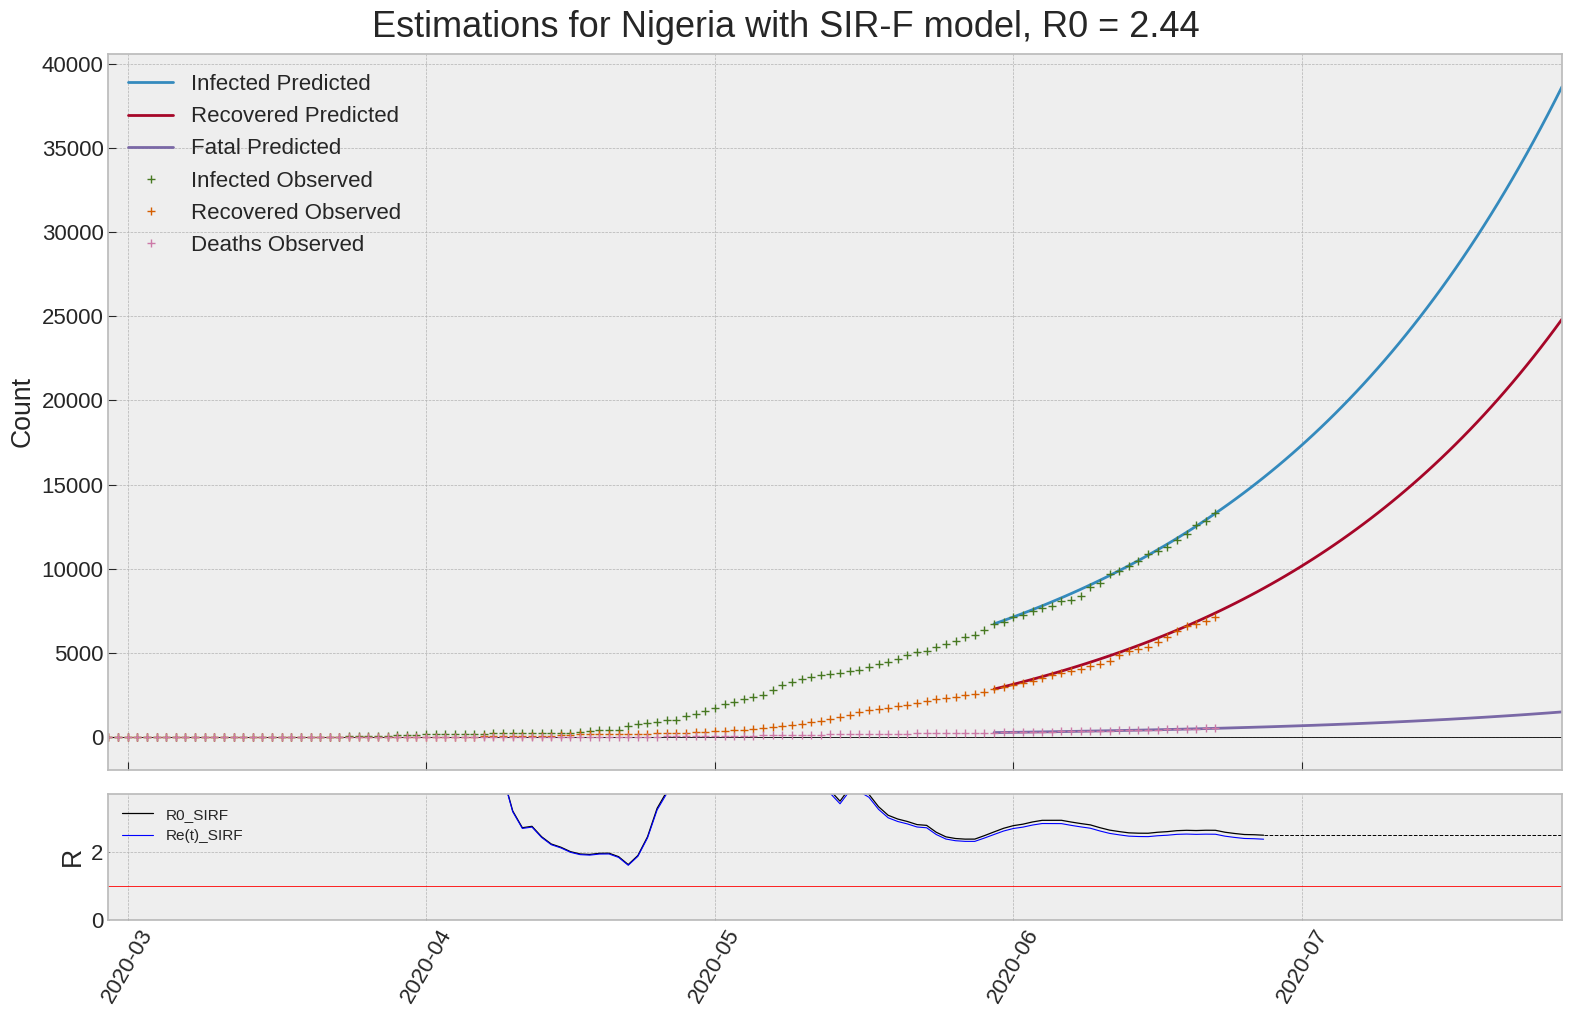 Estimations for Nigeria with SIR-F model, R0 = 2.44
40000
35000
30000
25000
20000
15000
10000
5000
0
Count
Infected Predicted
Recovered Predicted
Fatal Predicted
Infected Observed
Recovered Observed
Deaths Observed
R0_SIRF
Re(t)_SIRF
2
0
R
2020-03
2020-04
2020-05
2020-06
2020-07